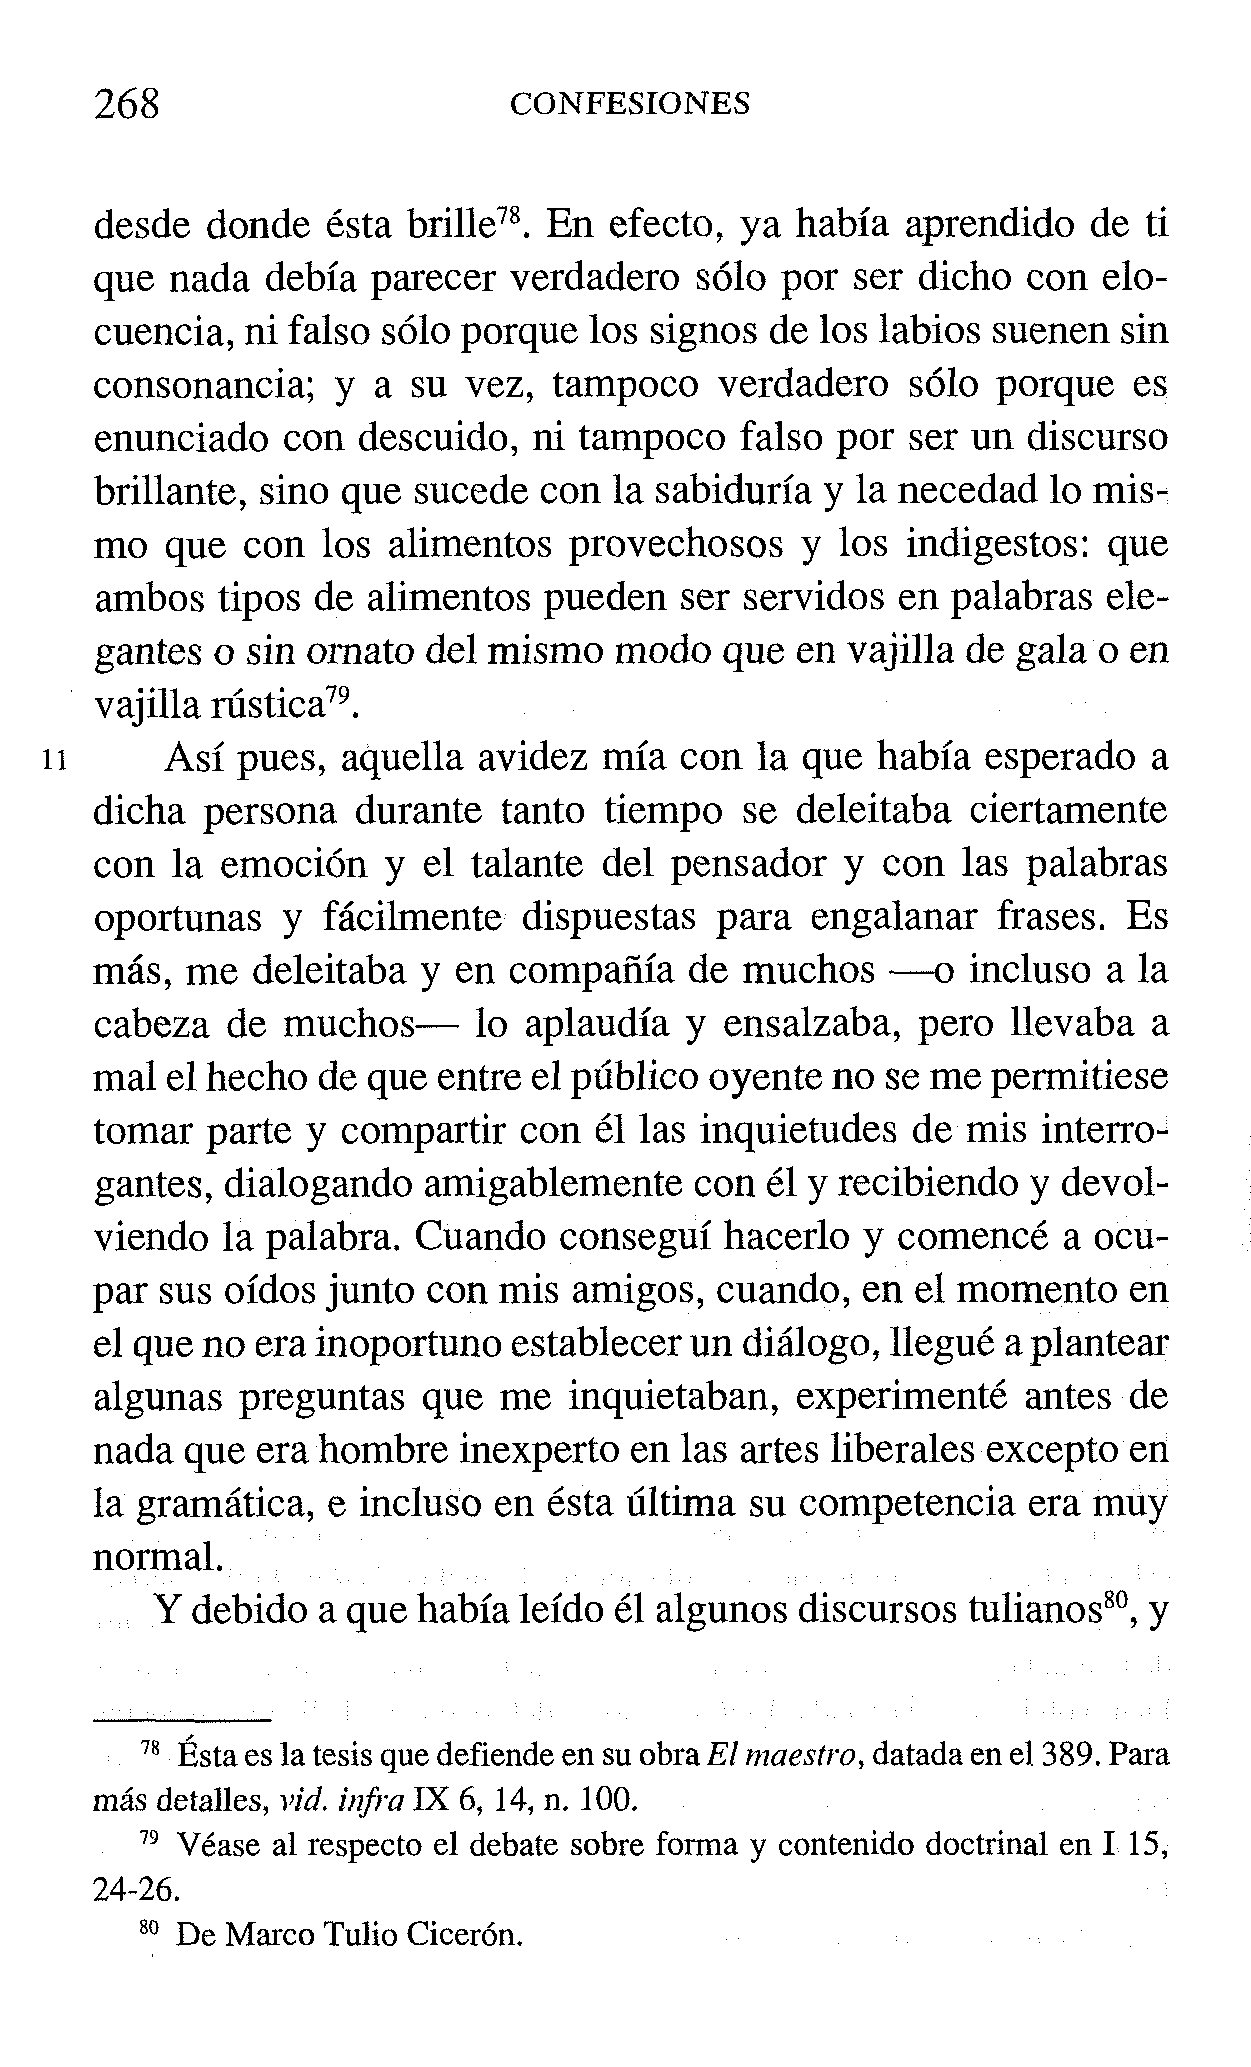 268 CONFESIONES
desde donde ésta brille⁷⁸. En efecto, ya había aprendido de ti
que nada debía parecer verdadero sólo por ser dicho con elo-
cuencia, ni falso sólo porque los signos de los labios suenen sin
consonancia; y a su vez, tampoco verdadero sólo porque es
enunciado con descuido, ni tampoco falso por ser un discurso
brillante, sino que sucede con la sabiduría y la necedad lo mis-
mo que con los alimentos provechosos y los indigestos: que
ambos tipos de alimentos pueden ser servidos en palabras ele-
gantes o sin ornato del mismo modo que en vajilla de gala o en
vajilla rústica⁷⁹.
11 Así pues, aquella avidez mía con la que había esperado a
dicha persona durante tanto tiempo se deleitaba ciertamente
con la emoción y el talante del pensador y con las palabras
oportunas y fácilmente dispuestas para engalanar frases. Es
más, me deleitaba y en compañía de muchos —o incluso a la
cabeza de muchos— lo aplaudía y ensalzaba, pero llevaba a
mal el hecho de que entre el público oyente no se me permitiese
tomar parte y compartir con él las inquietudes de mis interro-
gantes, dialogando amigablemente con él y recibiendo y devol-
viendo la palabra. Cuando conseguí hacerlo y comencé a ocu-
par sus oídos junto con mis amigos, cuando, en el momento en
el que no era inoportuno establecer un diálogo, llegué a plantear
algunas preguntas que me inquietaban, experimenté antes de
nada que era hombre inexperto en las artes liberales excepto en
la gramática, e incluso en ésta última su competencia era muy
normal.
Y debido a que había leído él algunos discursos tulianos⁸⁰, y
⁷⁸ Ésta es la tesis que defiende en su obra El maestro, datada en el 389. Para
más detalles, vid. infra IX 6, 14, n. 100.
⁷⁹ Véase al respecto el debate sobre forma y contenido doctrinal en I 15,
24-26.
⁸⁰ De Marco Tulio Cicerón.